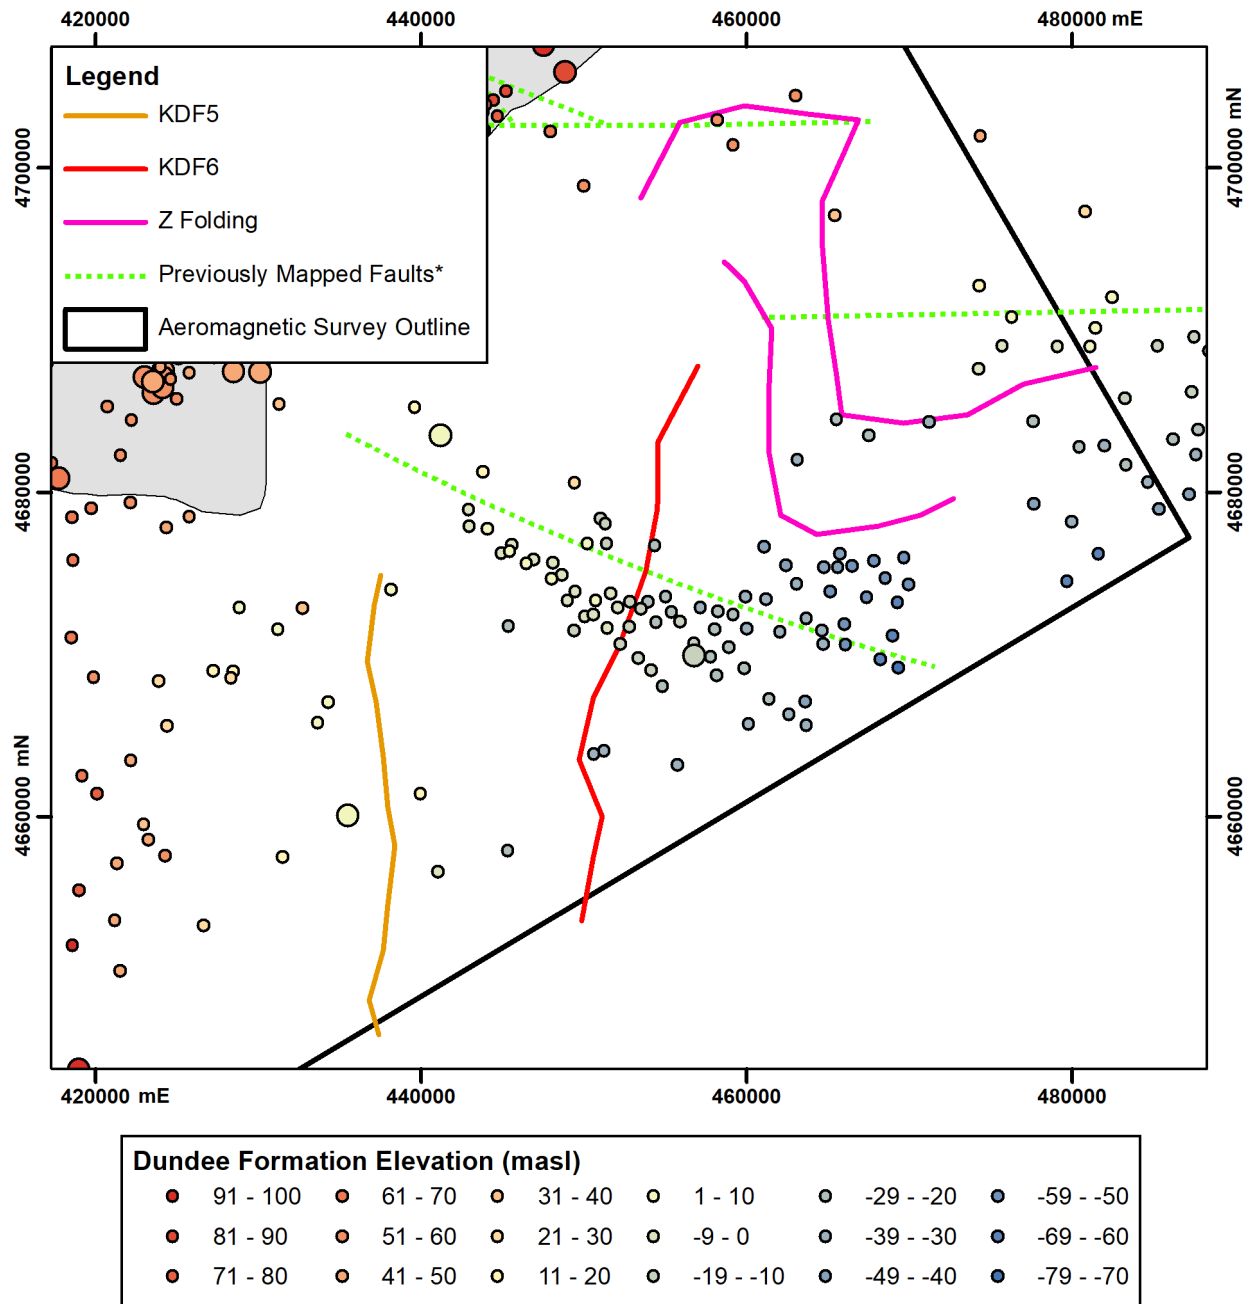 420000
440000
460000
480000 mE
Legend
KDF5
KDF6
Z Folding
Previously Mapped Faults*
Aeromagnetic Survey Outline
4700000
4700000 mN
4680000
4680000
4660000 mN
4660000
420000 mE
440000
460000
480000
Dundee Formation Elevation (masl)
91 - 100
61 - 70
31 - 40
1 - 10
-29 - -20
-59 - -50
81 - 90
51 - 60
21 - 30
-9 - 0
-39 - -30
-69 - -60
71 - 80
41 - 50
11 - 20
-19 - -10
-49 - -40
-79 - -70